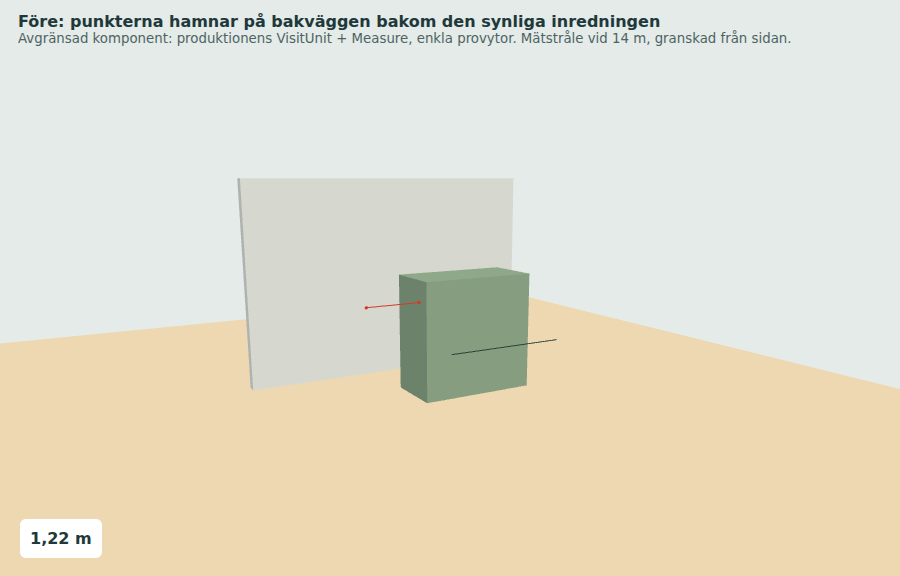 Före: punkterna hamnar på bakväggen bakom den synliga inredningen
Avgränsad komponent: produktionens VisitUnit + Measure, enkla provytor. Mätstråle vid 14 m, granskad från sidan.
1,22 m